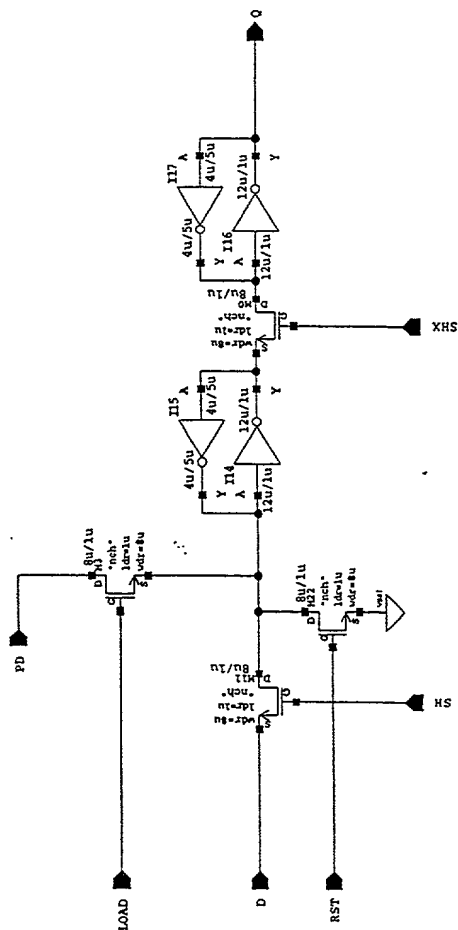 Q
I17
A
4u/5u
4u/5u
Y
12u/1u
Y
I16
A
12u/1u
8u/1u
M0
D
"nch"
ldr=1u
wdr=8u
G
S
SHX
I15
A
4u/5u
4u/5u
Y
12u/1u
Y
I14
A
12u/1u
PD
8u/1u
D
M3
"nch"
ldr=1u
wdr=8u
G
S
LOAD
8u/1u
D
M11
"nch"
ldr=1u
wdr=8u
G
S
SH
D
8u/1u
D
M22
"nch"
ldr=1u
wdr=8u
G
S
RST